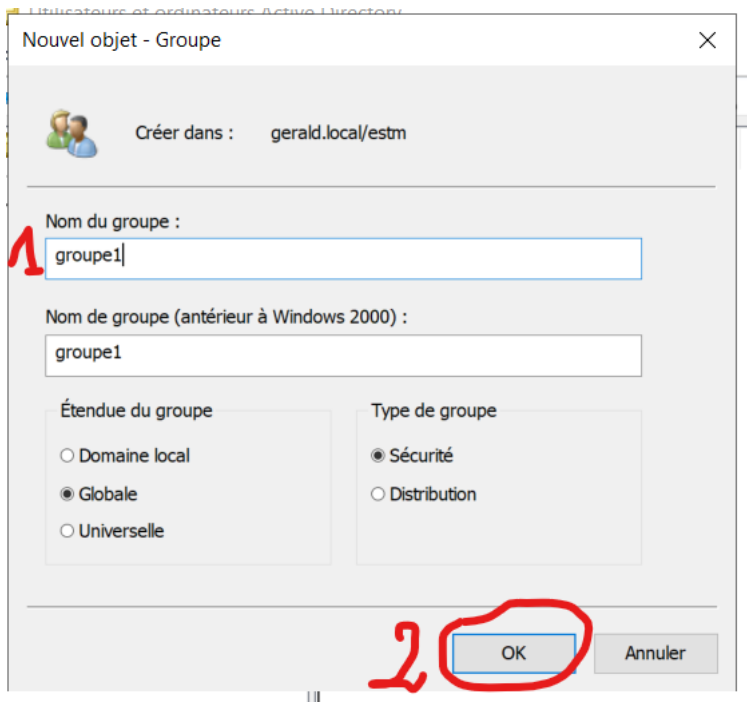 Utilisateurs et ordinateurs Active Directory
Nouvel objet - Groupe
Créer dans : gerald.local/estm
Nom du groupe :
1
groupe1
Nom de groupe (antérieur à Windows 2000) :
groupe1
Étendue du groupe
Type de groupe
Domaine local
Sécurité
Globale
Distribution
Universelle
2
OK
Annuler